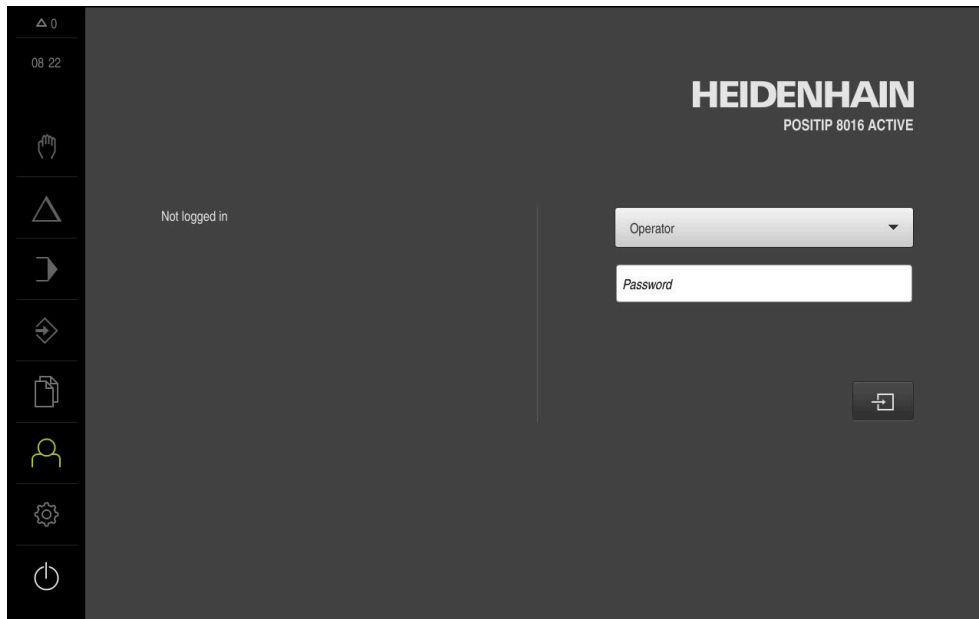 0
08 22
HEIDENHAIN
POSITIP 8016 ACTIVE
Not logged in
Operator
Password